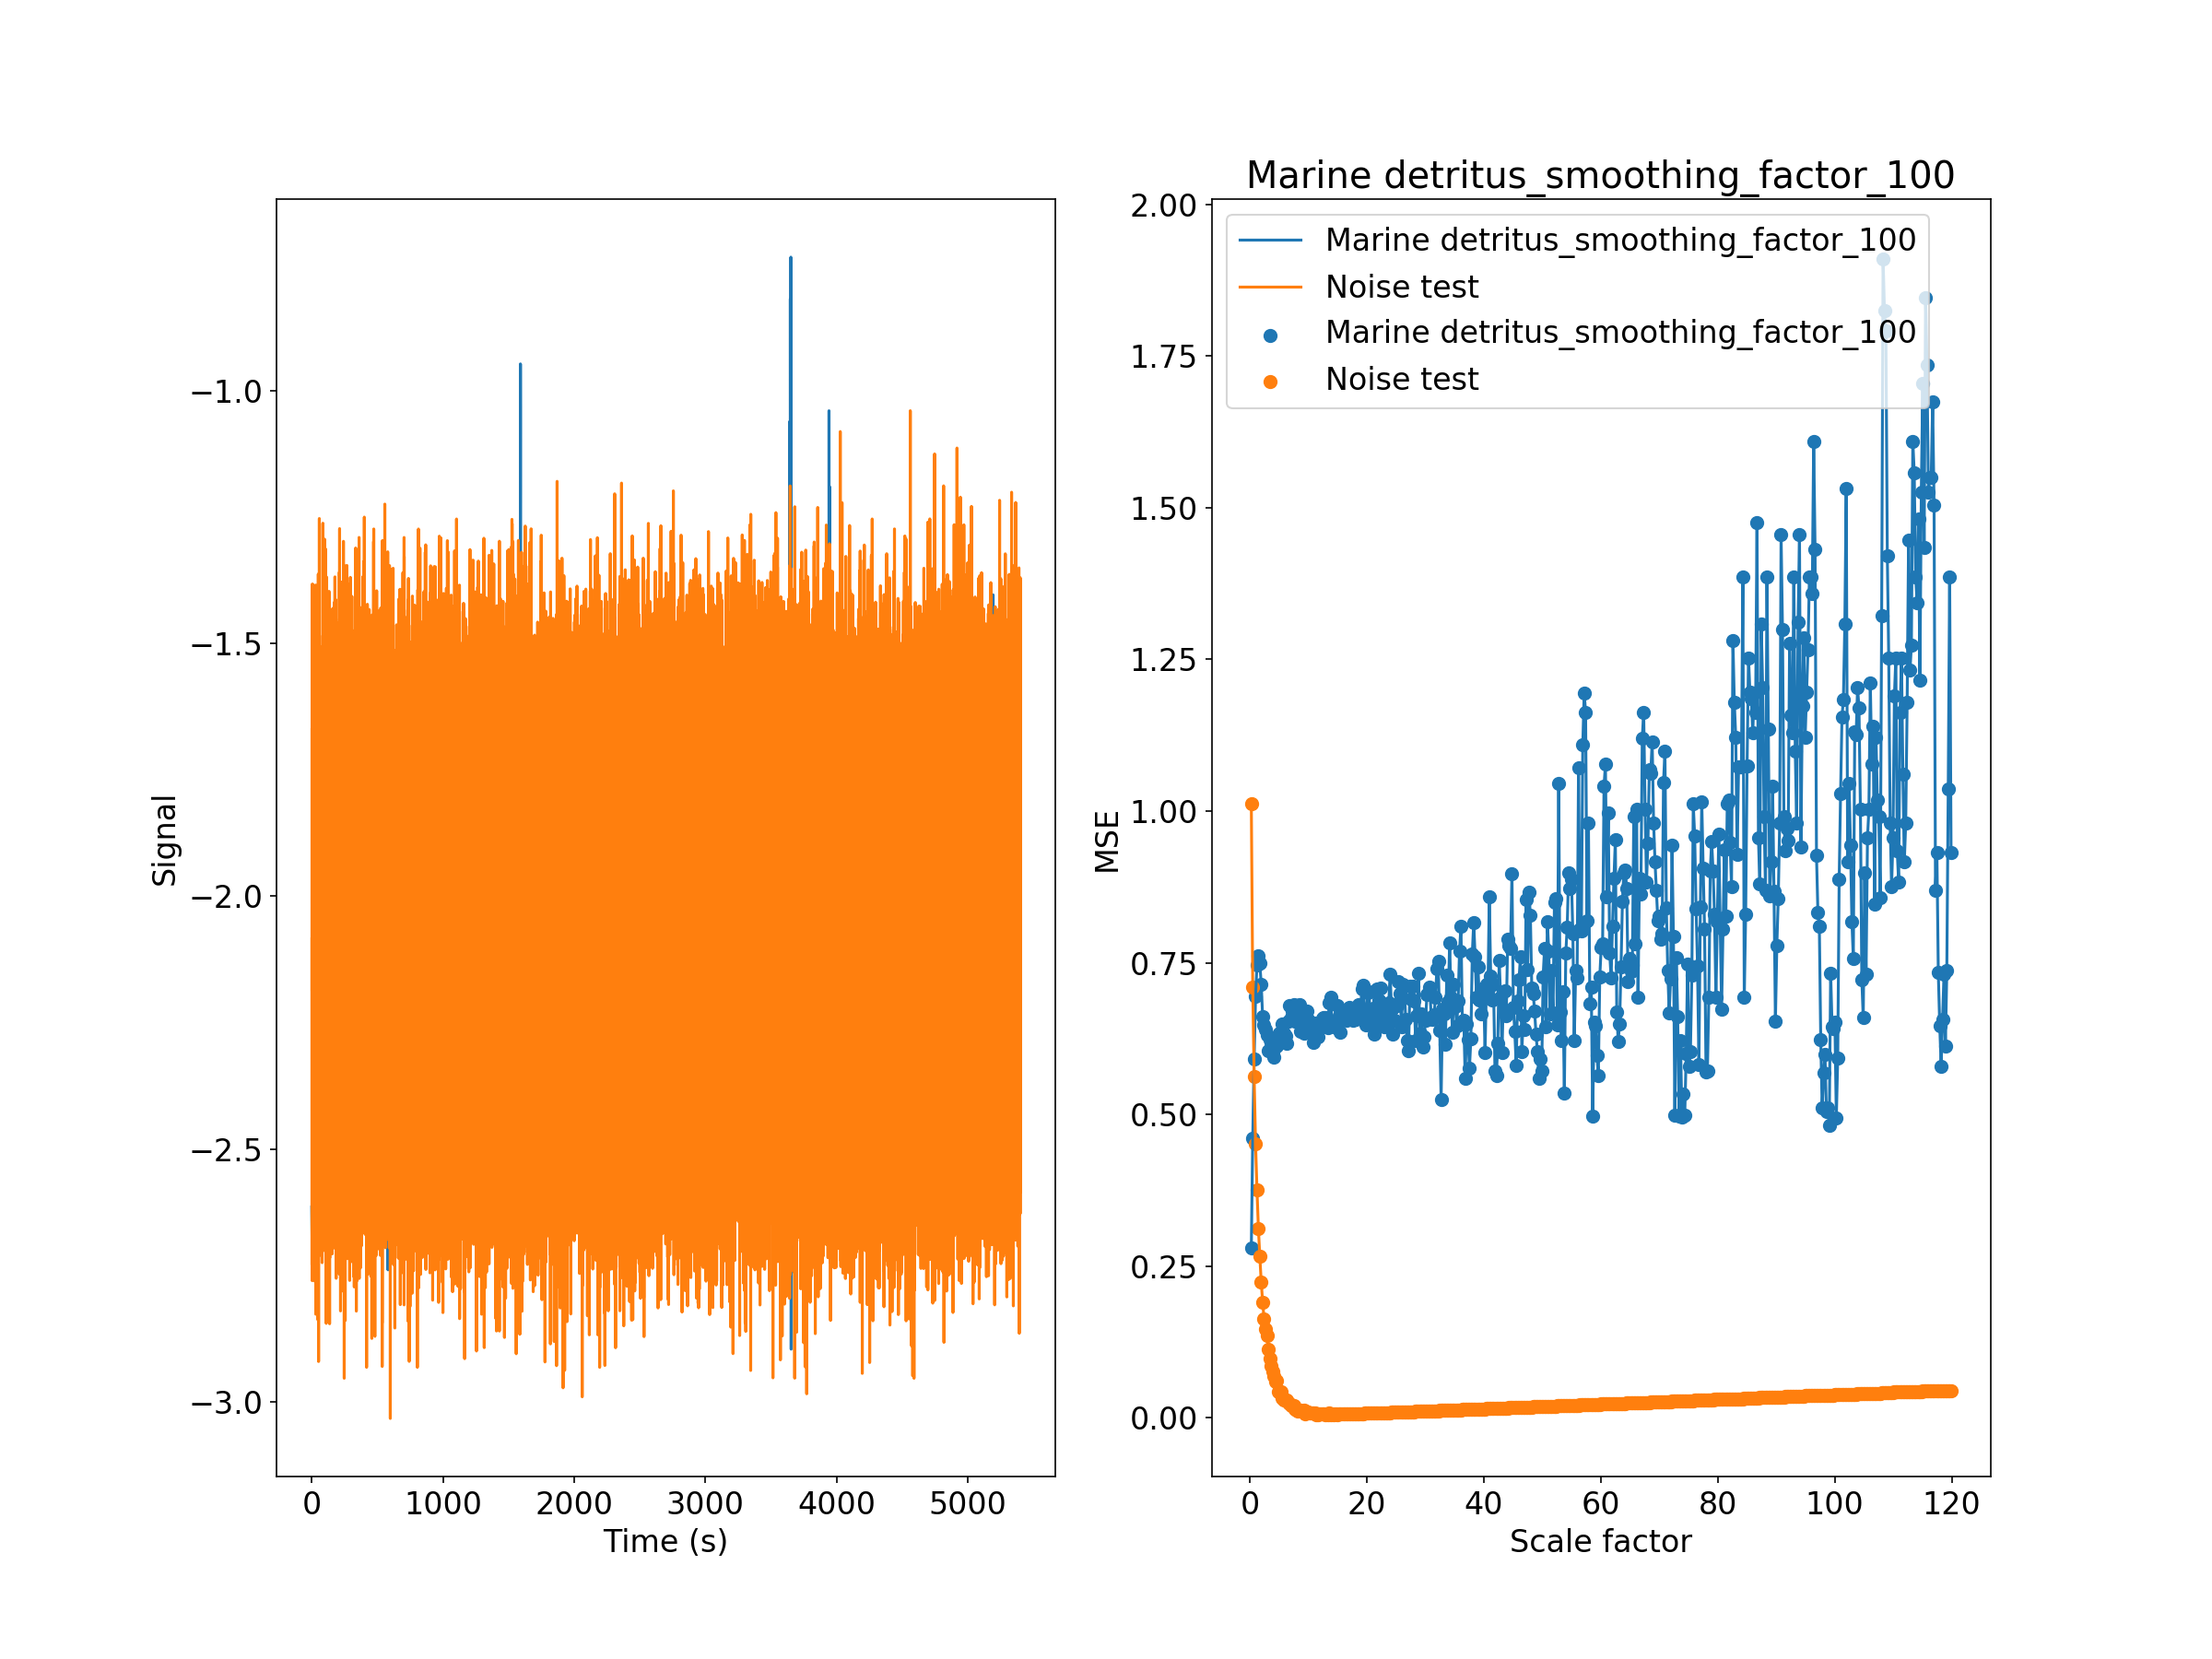 Marine detritus_smoothing_factor_100
Signal
−1.0
−1.5
−2.0
−2.5
−3.0
0 1000 2000 3000 4000 5000
Time (s)
MSE
2.00
1.75
1.50
1.25
1.00
0.75
0.50
0.25
0.00
Marine detritus_smoothing_factor_100
Noise test
Marine detritus_smoothing_factor_100
Noise test
0 20 40 60 80 100 120
Scale factor